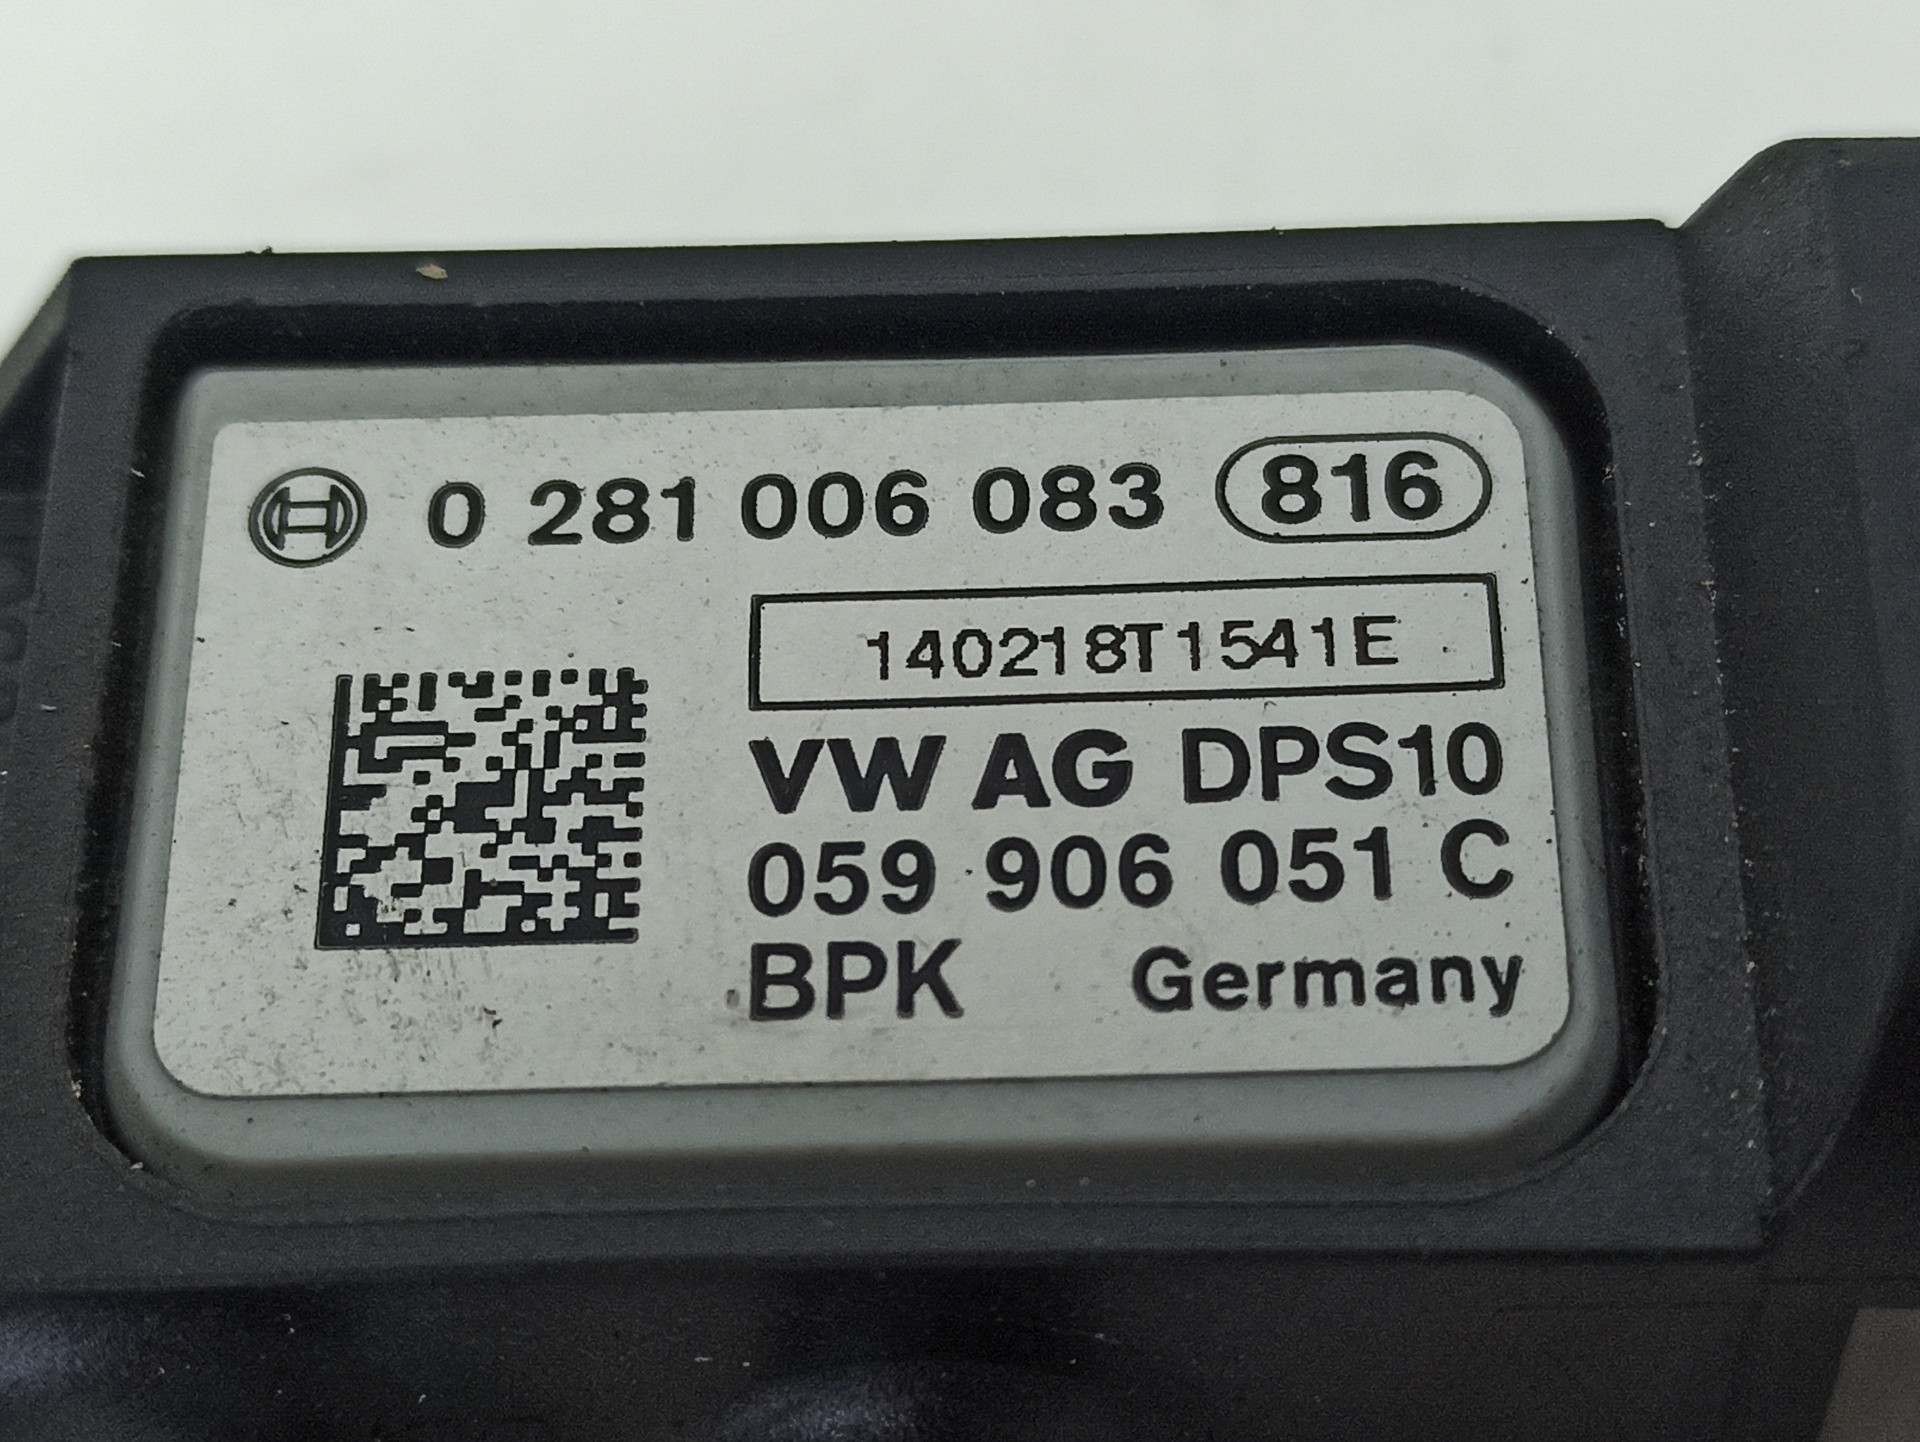 0 281 006 083 816
140218T1541E
VW AG DPS10
059 906 051 C
BPK Germany